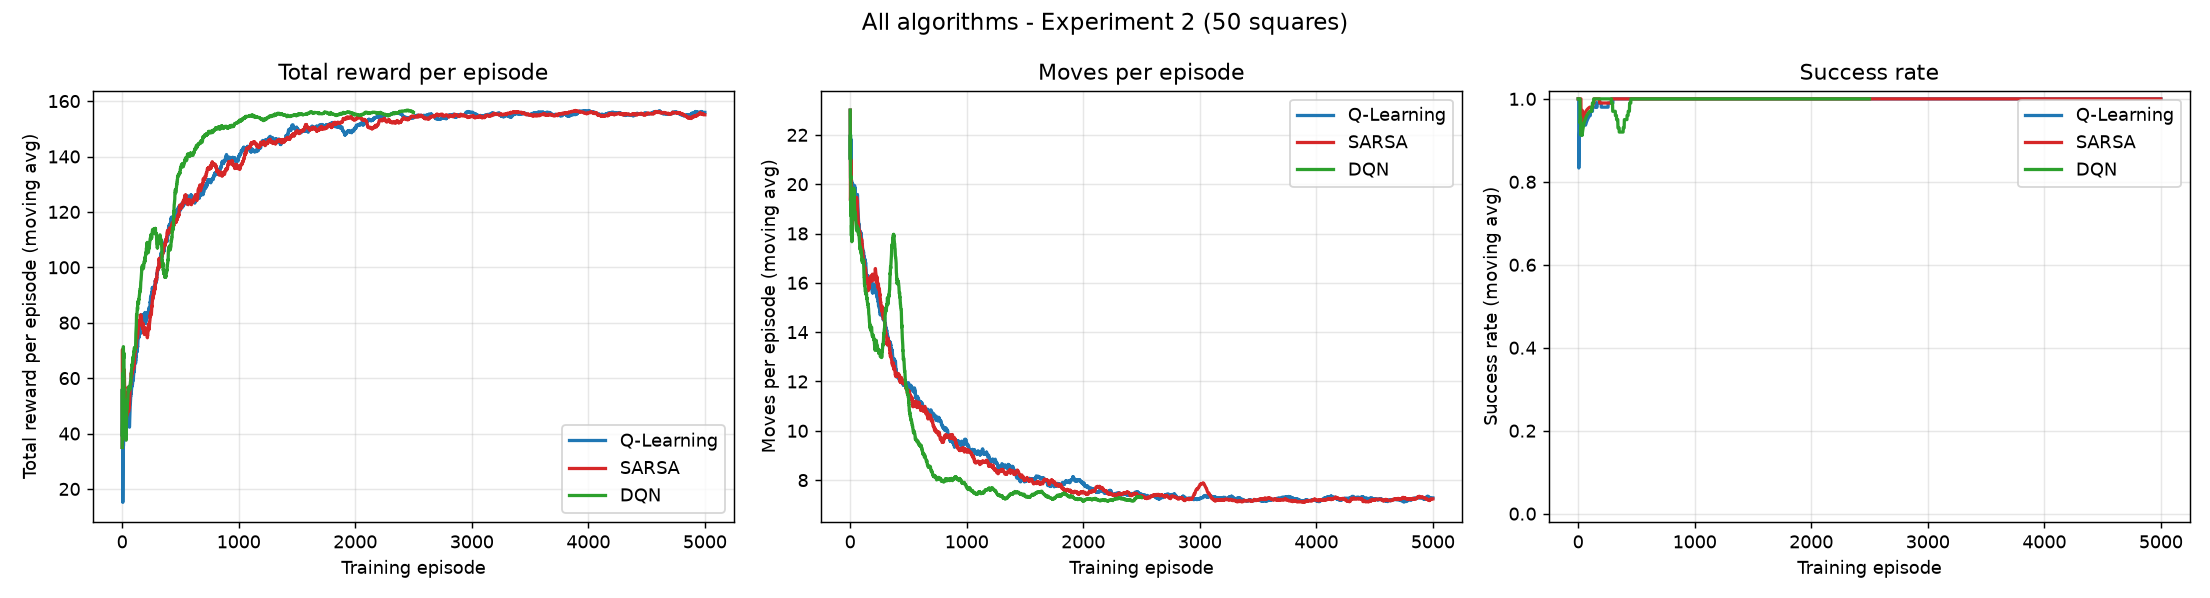 All algorithms - Experiment 2 (50 squares)
Total reward per episode
Total reward per episode (moving avg)
160
140
120
100
80
60
40
20
0 1000 2000 3000 4000 5000
Training episode
Q-Learning
SARSA
DQN
Moves per episode
Moves per episode (moving avg)
22
20
18
16
14
12
10
8
0 1000 2000 3000 4000 5000
Training episode
Q-Learning
SARSA
DQN
Success rate
Success rate (moving avg)
1.0
0.8
0.6
0.4
0.2
0.0
0 1000 2000 3000 4000 5000
Training episode
Q-Learning
SARSA
DQN